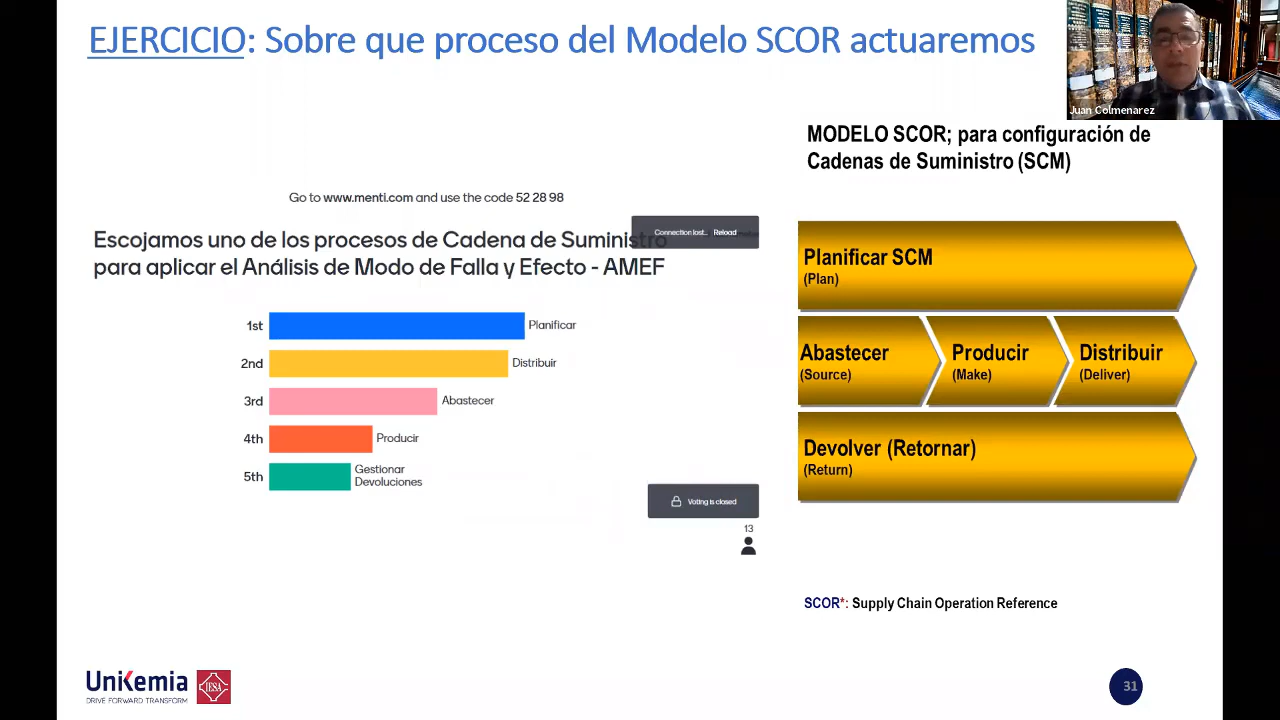 EJERCICIO: Sobre que proceso del Modelo SCOR actuaremos
Juan Colmenarez
MODELO SCOR; para configuración de
Cadenas de Suministro (SCM)
Go to www.menti.com and use the code 52 28 98
Connection lost... Reload
Escojamos uno de los procesos de Cadena de Suministro
para aplicar el Análisis de Modo de Falla y Efecto - AMEF
1st Planificar
2nd Distribuir
3rd Abastecer
4th Producir
5th Gestionar
Devoluciones
Voting is closed
13
Planificar SCM
(Plan)
Abastecer
(Source)
Producir
(Make)
Distribuir
(Deliver)
Devolver (Retornar)
(Return)
SCOR*: Supply Chain Operation Reference
UniKemia
DRIVE FORWARD TRANSFORM
IESA
31